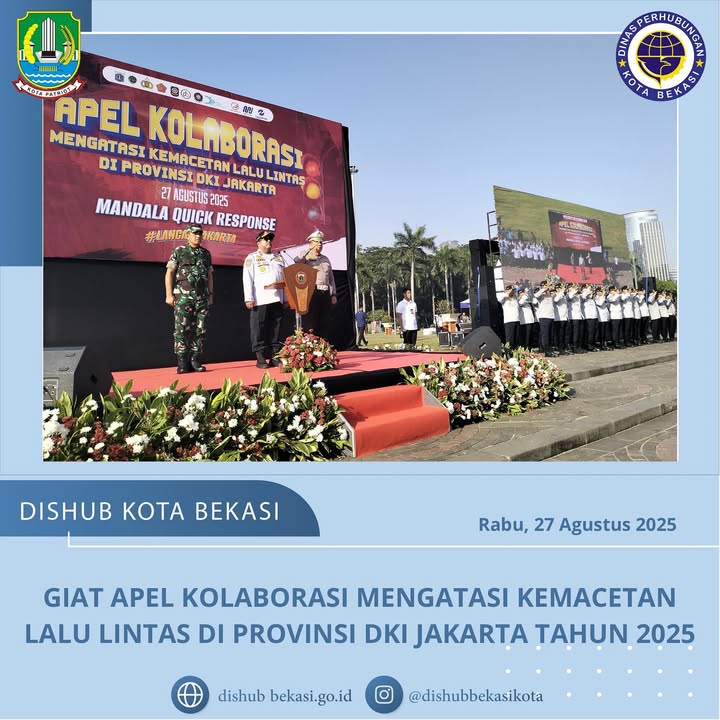 KOTA PATRIOT
DINAS PERHUBUNGAN
KOTA BEKASI
APEL KOLABORASI
MENGATASI KEMACETAN LALU LINTAS
DI PROVINSI DKI JAKARTA
27 AGUSTUS 2025
MANDALA QUICK RESPONSE
APEL KOLABORASI
DISHUB KOTA BEKASI
Rabu, 27 Agustus 2025
GIAT APEL KOLABORASI MENGATASI KEMACETAN
LALU LINTAS DI PROVINSI DKI JAKARTA TAHUN 2025
dishub bekasi.go.id
@dishubbekasikota